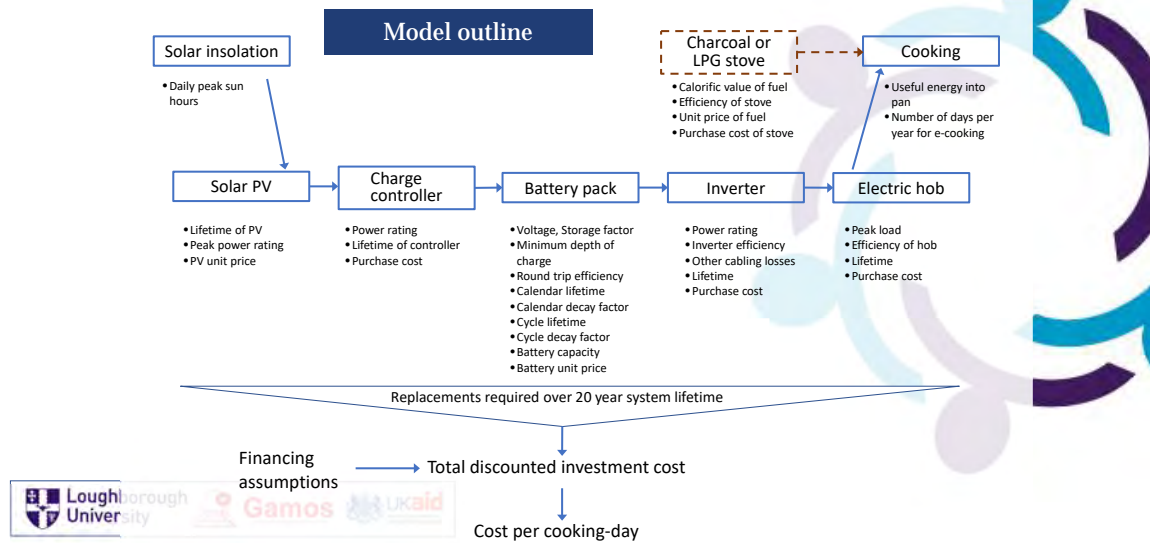 Model outline
Solar insolation
• Daily peak sun
hours
Charcoal or
LPG stove
• Calorific value of fuel
• Efficiency of stove
• Unit price of fuel
• Purchase cost of stove
Cooking
• Useful energy into
pan
• Number of days per
year for e-cooking
Solar PV
• Lifetime of PV
• Peak power rating
• PV unit price
Charge
controller
• Power rating
• Lifetime of controller
• Purchase cost
Battery pack
• Voltage, Storage factor
• Minimum depth of
charge
• Round trip efficiency
• Calendar lifetime
• Calendar decay factor
• Cycle lifetime
• Cycle decay factor
• Battery capacity
• Battery unit price
Inverter
• Power rating
• Inverter efficiency
• Other cabling losses
• Lifetime
• Purchase cost
Electric hob
• Peak load
• Efficiency of hob
• Lifetime
• Purchase cost
Replacements required over 20 year system lifetime
Financing
assumptions
Total discounted investment cost
Cost per cooking-day
Loughborough
University
Gamos
UKaid